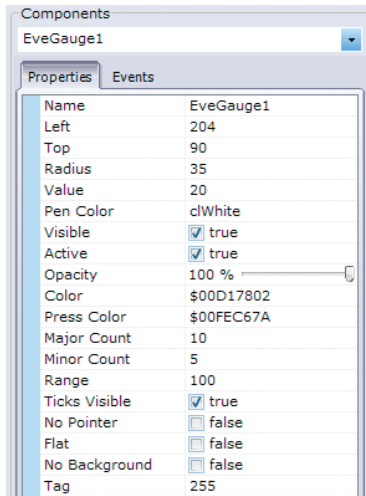 Components
EveGauge1
Properties Events
Name EveGauge1
Left 204
Top 90
Radius 35
Value 20
Pen Color clWhite
Visible true
Active true
Opacity 100 %
Color $00D17802
Press Color $00FEC67A
Major Count 10
Minor Count 5
Range 100
Ticks Visible true
No Pointer false
Flat false
No Background false
Tag 255